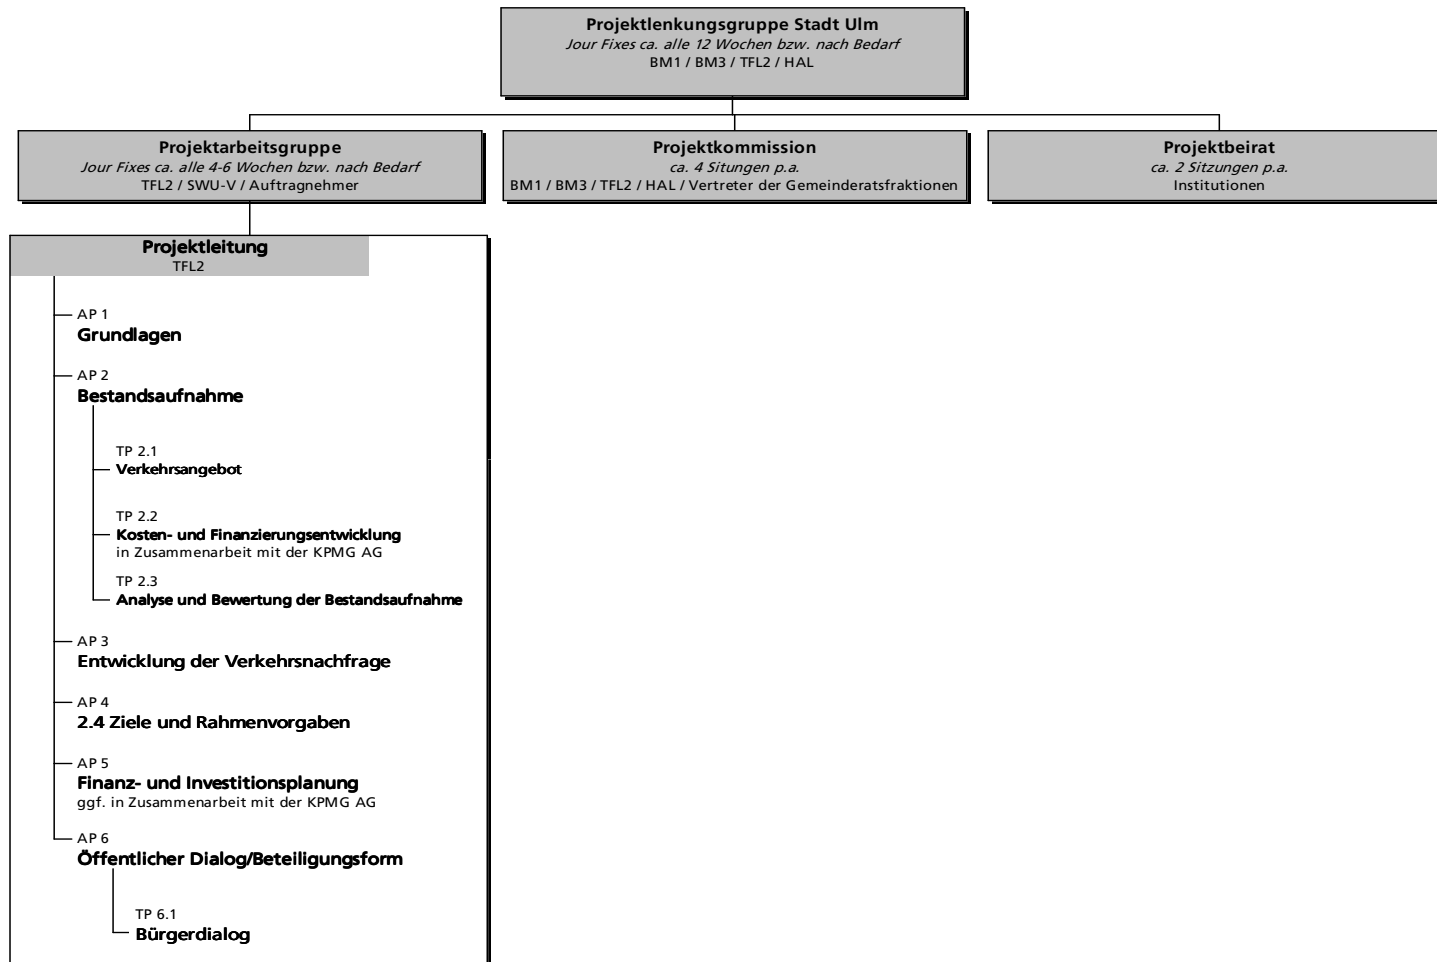 Projektlenkungsgruppe Stadt Ulm
Jour Fixes ca. alle 12 Wochen bzw. nach Bedarf
BM1 / BM3 / TFL2 / HAL
Projektarbeitsgruppe
Jour Fixes ca. alle 4-6 Wochen bzw. nach Bedarf
TFL2 / SWU-V / Auftragnehmer
Projektkommission
ca. 4 Situngen p.a.
BM1 / BM3 / TFL2 / HAL / Vertreter der Gemeinderatsfraktionen
Projektbeirat
ca. 2 Sitzungen p.a.
Institutionen
Projektleitung
TFL2
AP 1
Grundlagen
AP 2
Bestandsaufnahme
TP 2.1
Verkehrsangebot
TP 2.2
Kosten- und Finanzierungsentwicklung
in Zusammenarbeit mit der KPMG AG
TP 2.3
Analyse und Bewertung der Bestandsaufnahme
AP 3
Entwicklung der Verkehrsnachfrage
AP 4
2.4 Ziele und Rahmenvorgaben
AP 5
Finanz- und Investitionsplanung
ggf. in Zusammenarbeit mit der KPMG AG
AP 6
Öffentlicher Dialog/Beteiligungsform
TP 6.1
Bürgerdialog